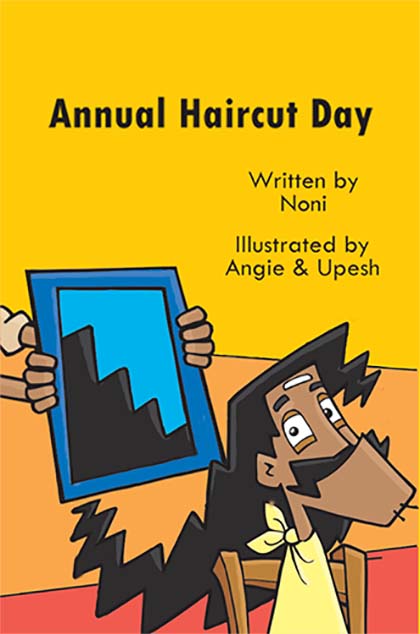 Annual Haircut Day
Written by
Noni
Illustrated by
Angie & Upesh